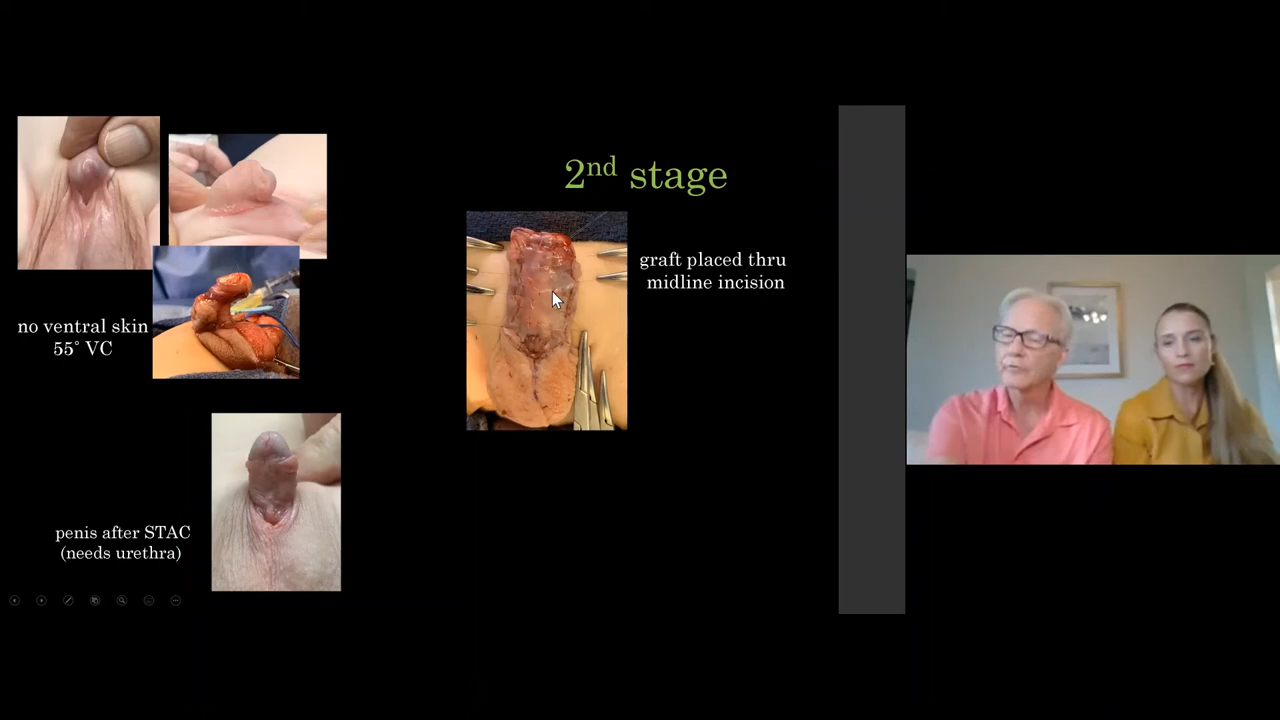 2nd stage
graft placed thru
midline incision
no ventral skin
55° VC
penis after STAC
(needs urethra)